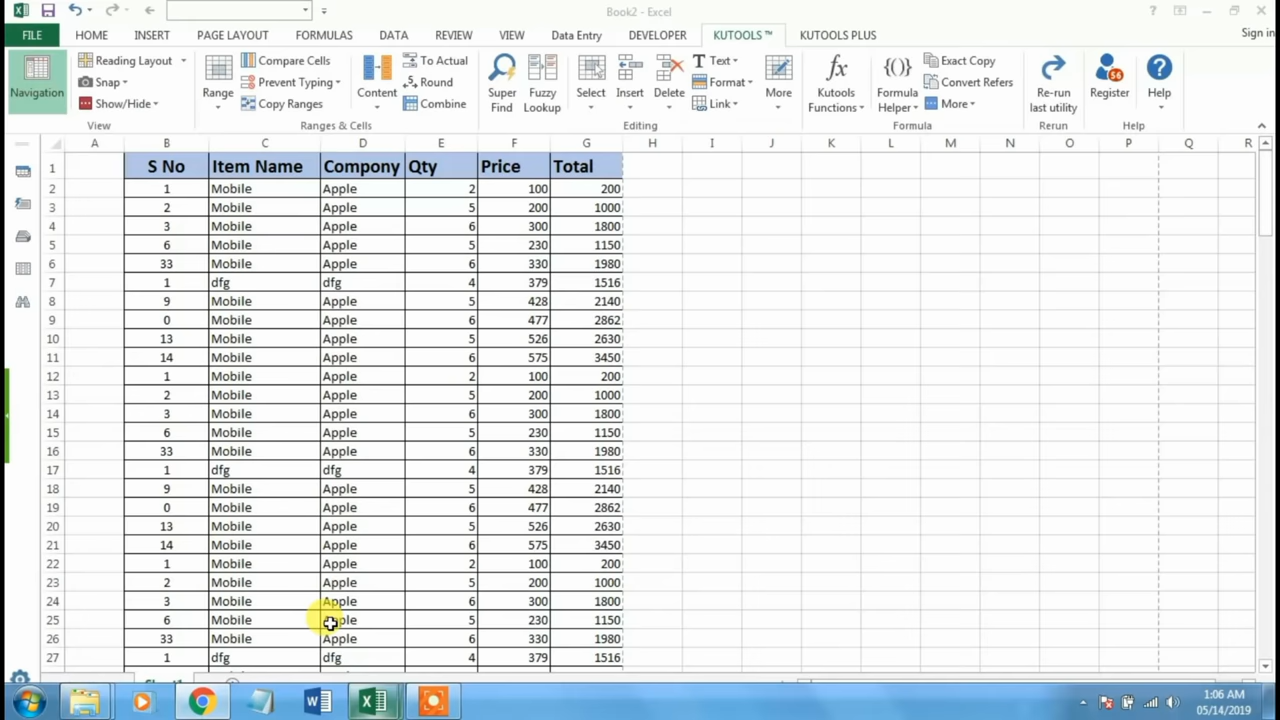 Book2 - Excel
FILE HOME INSERT PAGE LAYOUT FORMULAS DATA REVIEW VIEW Data Entry DEVELOPER KUTOOLS ™ KUTOOLS PLUS Sign in
Navigation
Reading Layout
Snap
Show/Hide
View
Range
Compare Cells
Prevent Typing
Copy Ranges
Content
To Actual
Round
Combine
Ranges & Cells
Super Find
Fuzzy Lookup
Select
Insert
Delete
Text
Format
Link
More
Editing
Kutools Functions
Formula Helper
Exact Copy
Convert Refers
More
Formula
Re-run last utility
Rerun
56
Register
Help
Help
A B C D E F G H I J K L M N O P Q R
1 S No Item Name Compony Qty Price Total
2 1 Mobile Apple 2 100 200
3 2 Mobile Apple 5 200 1000
4 3 Mobile Apple 6 300 1800
5 6 Mobile Apple 5 230 1150
6 33 Mobile Apple 6 330 1980
7 1 dfg dfg 4 379 1516
8 9 Mobile Apple 5 428 2140
9 0 Mobile Apple 6 477 2862
10 13 Mobile Apple 5 526 2630
11 14 Mobile Apple 6 575 3450
12 1 Mobile Apple 2 100 200
13 2 Mobile Apple 5 200 1000
14 3 Mobile Apple 6 300 1800
15 6 Mobile Apple 5 230 1150
16 33 Mobile Apple 6 330 1980
17 1 dfg dfg 4 379 1516
18 9 Mobile Apple 5 428 2140
19 0 Mobile Apple 6 477 2862
20 13 Mobile Apple 5 526 2630
21 14 Mobile Apple 6 575 3450
22 1 Mobile Apple 2 100 200
23 2 Mobile Apple 5 200 1000
24 3 Mobile Apple 6 300 1800
25 6 Mobile Apple 5 230 1150
26 33 Mobile Apple 6 330 1980
27 1 dfg dfg 4 379 1516
1:06 AM
05/14/2019